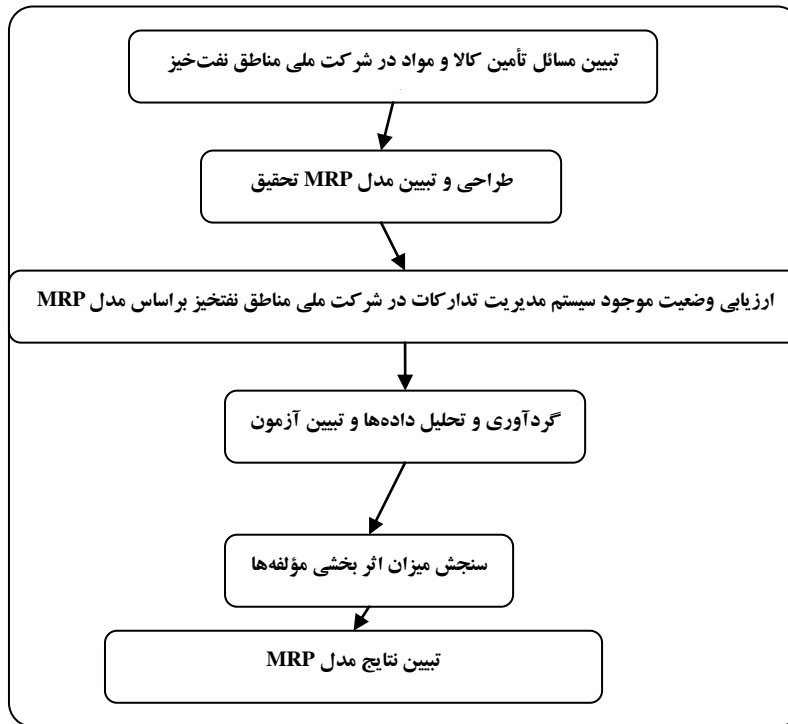 تبیین مسائل تأمین کالا و مواد در شرکت ملی مناطق نفت‌خیز
طراحی و تبیین مدل MRP تحقیق
ارزیابی وضعیت موجود سیستم مدیریت تدارکات در شرکت ملی مناطق نفتخیز براساس مدل MRP
گردآوری و تحلیل داده‌ها و تبیین آزمون
سنجش میزان اثر بخشی مؤلفه‌ها
تبیین نتایج مدل MRP